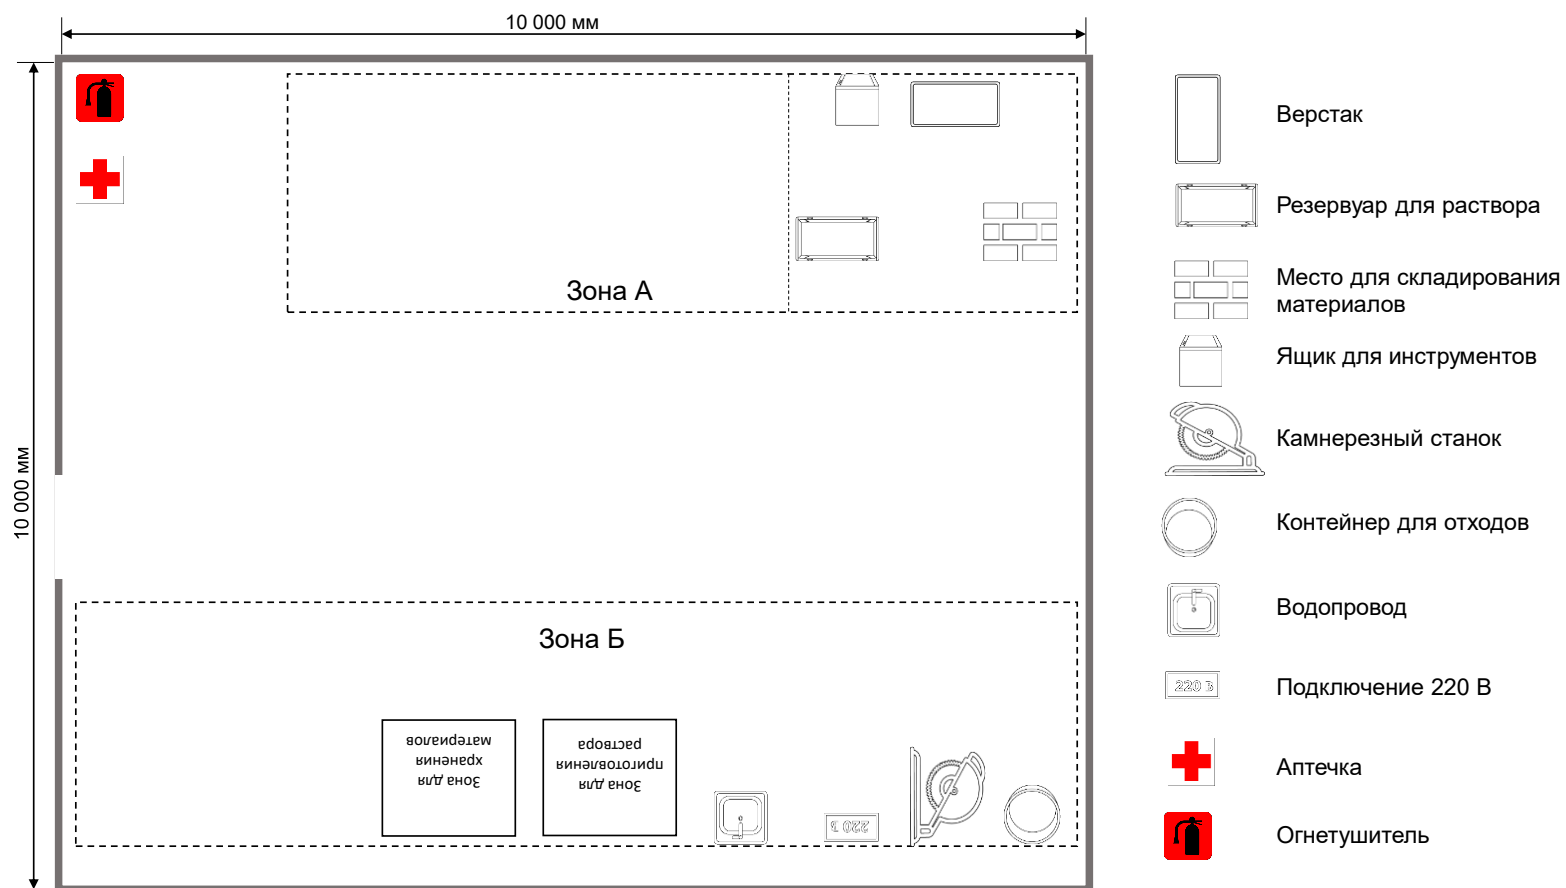 10 000 мм
10 000 мм
Зона А
Зона Б
Зона для
хранения
материалов
Зона для
приготовления
раствора
220 В
Верстак
Резервуар для раствора
Место для складирования
материалов
Ящик для инструментов
Камнерезный станок
Контейнер для отходов
Водопровод
220 В
Подключение 220 В
Аптечка
Огнетушитель